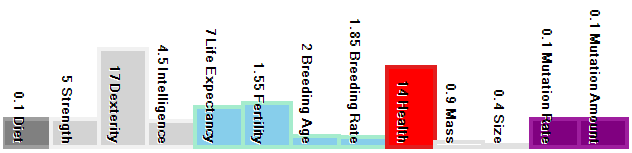 0.1 Diet
5 Strength
17 Dexterity
4.5 Intelligence
7 Life Expectancy
1.55 Fertility
2 Breeding Age
1.85 Breeding Rate
14 Health
0.9 Mass
0.4 Size
0.1 Mutation Rate
0.1 Mutation Amount